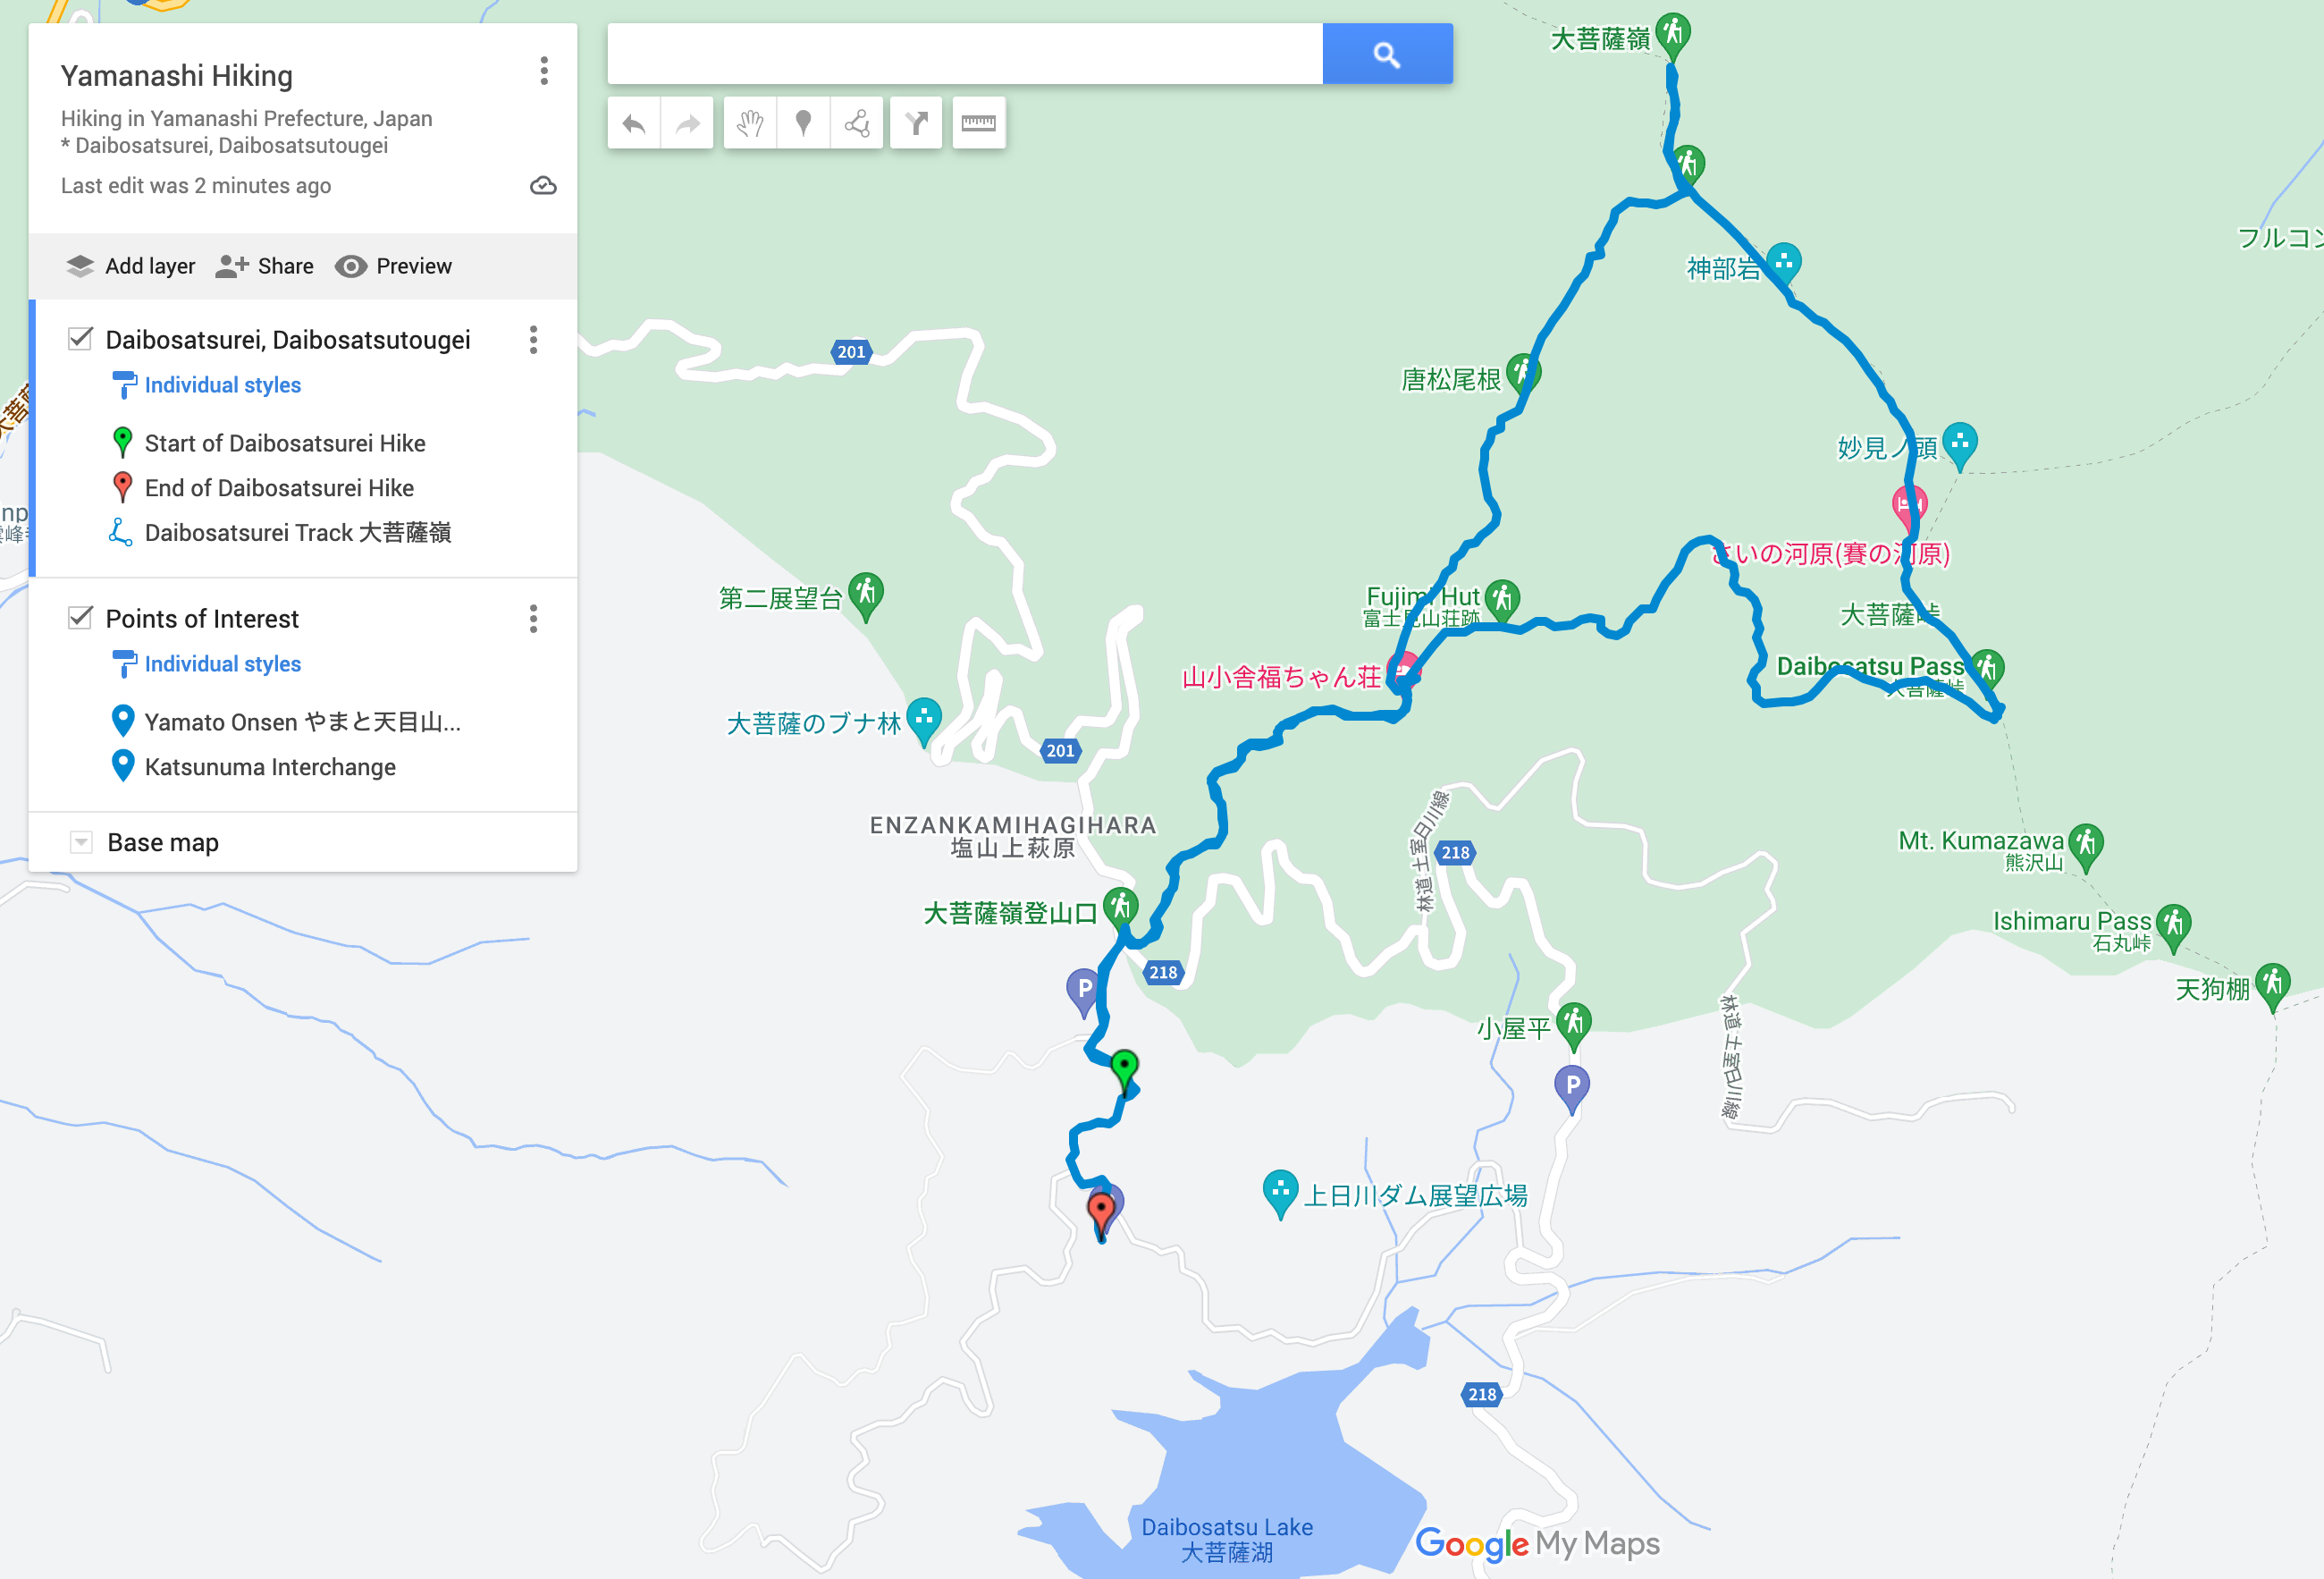 Yamanashi Hiking
Hiking in Yamanashi Prefecture, Japan
* Daibosatsurei, Daibosatsutougei
Last edit was 2 minutes ago
Add layer
Share
Preview
Daibosatsurei, Daibosatsutougei
Individual styles
Start of Daibosatsurei Hike
End of Daibosatsurei Hike
Daibosatsurei Track 大菩薩嶺
Points of Interest
Individual styles
Yamato Onsen やまと天目山...
Katsunuma Interchange
Base map
大菩薩嶺
神部岩
フルコン
201
唐松尾根
妙見ノ頭
さいの河原(賽の河原)
第二展望台
Fujimi Hut
富士見山荘跡
大菩薩峠
山小舎福ちゃん荘
Daibosatsu Pass
大菩薩峠
大菩薩のブナ林
201
ENZANKAMIHAGIHARA
塩山上萩原
林道 土室日川線
218
Mt. Kumazawa
熊沢山
大菩薩嶺登山口
Ishimaru Pass
石丸峠
218
P
天狗棚
小屋平
林道 土室日川線
P
上日川ダム展望広場
218
Daibosatsu Lake
大菩薩湖
Google My Maps